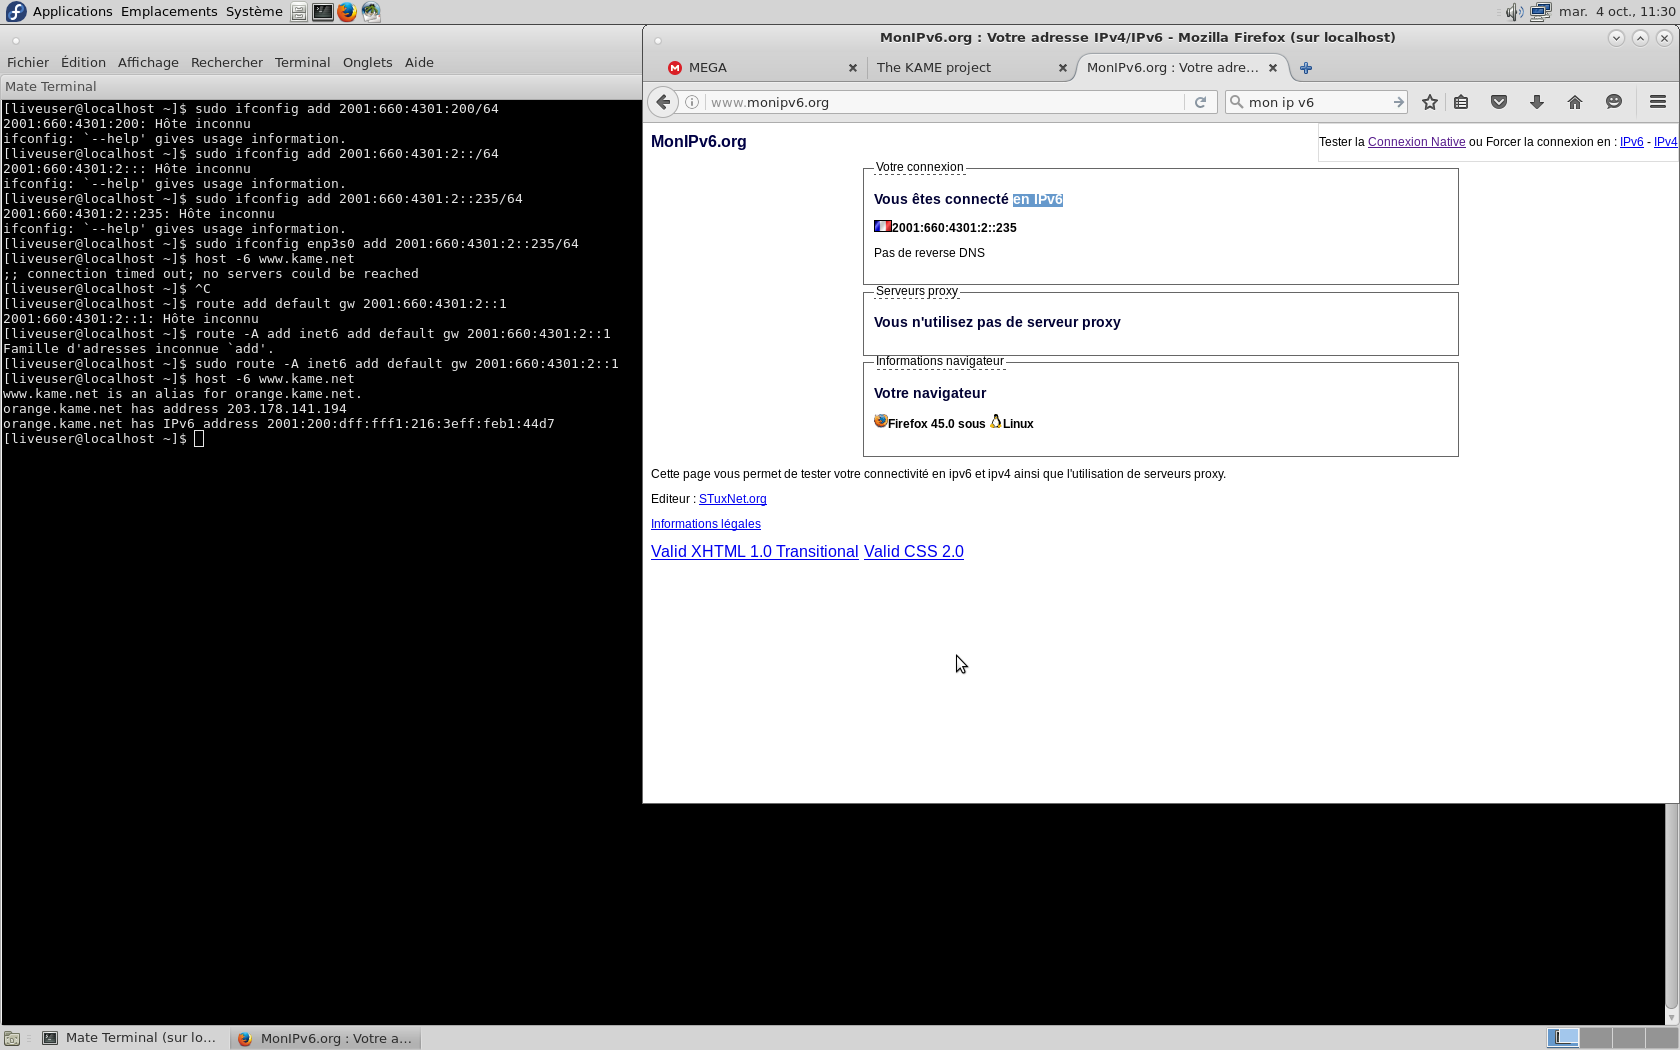 Applications Emplacements Système
mar. 4 oct., 11:30
Fichier Édition Affichage Rechercher Terminal Onglets Aide
Mate Terminal
[liveuser@localhost ~]$ sudo ifconfig add 2001:660:4301:200/64
2001:660:4301:200: Hôte inconnu
ifconfig: `--help' gives usage information.
[liveuser@localhost ~]$ sudo ifconfig add 2001:660:4301:2::/64
2001:660:4301:2::: Hôte inconnu
ifconfig: `--help' gives usage information.
[liveuser@localhost ~]$ sudo ifconfig add 2001:660:4301:2::235/64
2001:660:4301:2::235: Hôte inconnu
ifconfig: `--help' gives usage information.
[liveuser@localhost ~]$ sudo ifconfig enp3s0 add 2001:660:4301:2::235/64
[liveuser@localhost ~]$ host -6 www.kame.net
;; connection timed out; no servers could be reached
[liveuser@localhost ~]$ ^C
[liveuser@localhost ~]$ route add default gw 2001:660:4301:2::1
2001:660:4301:2::1: Hôte inconnu
[liveuser@localhost ~]$ route -A add inet6 add default gw 2001:660:4301:2::1
Famille d'adresses inconnue `add'.
[liveuser@localhost ~]$ sudo route -A inet6 add default gw 2001:660:4301:2::1
[liveuser@localhost ~]$ host -6 www.kame.net
www.kame.net is an alias for orange.kame.net.
orange.kame.net has address 203.178.141.194
orange.kame.net has IPv6 address 2001:200:dff:fff1:216:3eff:feb1:44d7
[liveuser@localhost ~]$
MonIPv6.org : Votre adresse IPv4/IPv6 - Mozilla Firefox (sur localhost)
MEGA
The KAME project
MonIPv6.org : Votre adre...
www.monipv6.org
mon ip v6
MonIPv6.org
Tester la Connexion Native ou Forcer la connexion en : IPv6 - IPv4
Votre connexion
Vous êtes connecté en IPv6
2001:660:4301:2::235
Pas de reverse DNS
Serveurs proxy
Vous n'utilisez pas de serveur proxy
Informations navigateur
Votre navigateur
Firefox 45.0 sous Linux
Cette page vous permet de tester votre connectivité en ipv6 et ipv4 ainsi que l'utilisation de serveurs proxy.
Editeur : STuxNet.org
Informations légales
Valid XHTML 1.0 Transitional Valid CSS 2.0
Mate Terminal (sur lo...
MonIPv6.org : Votre a...